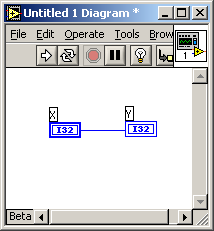 Untitled 1 Diagram *
File Edit Operate Tools Brow
1
X Y
I32 I32
Beta